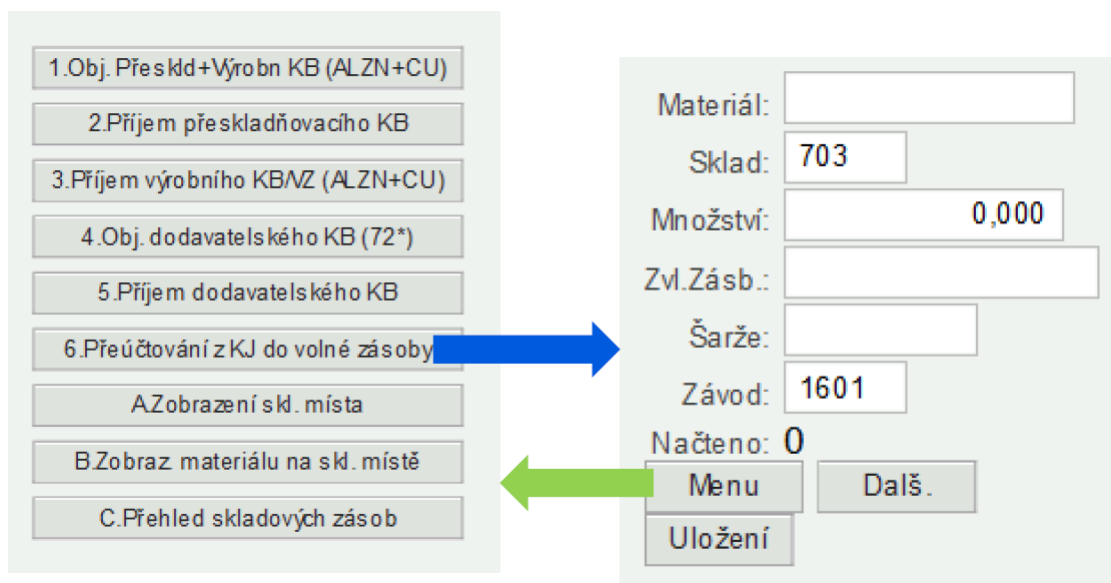 1.Obj. Přeskld+Výrobn KB (ALZN+CU)
2.Příjem přeskladňovacího KB
3.Příjem výrobního KB/VZ (ALZN+CU)
4.Obj. dodavatelského KB (72*)
5.Příjem dodavatelského KB
6.Přeúčtování z KJ do volné zásoby
A.Zobrazení skl. místa
B.Zobraz. materiálu na skl. místě
C.Přehled skladových zásob
Materiál:
Sklad: 703
Množství: 0,000
Zvl.Zásb.:
Šarže:
Závod: 1601
Načteno: 0
Menu Dalš.
Uložení